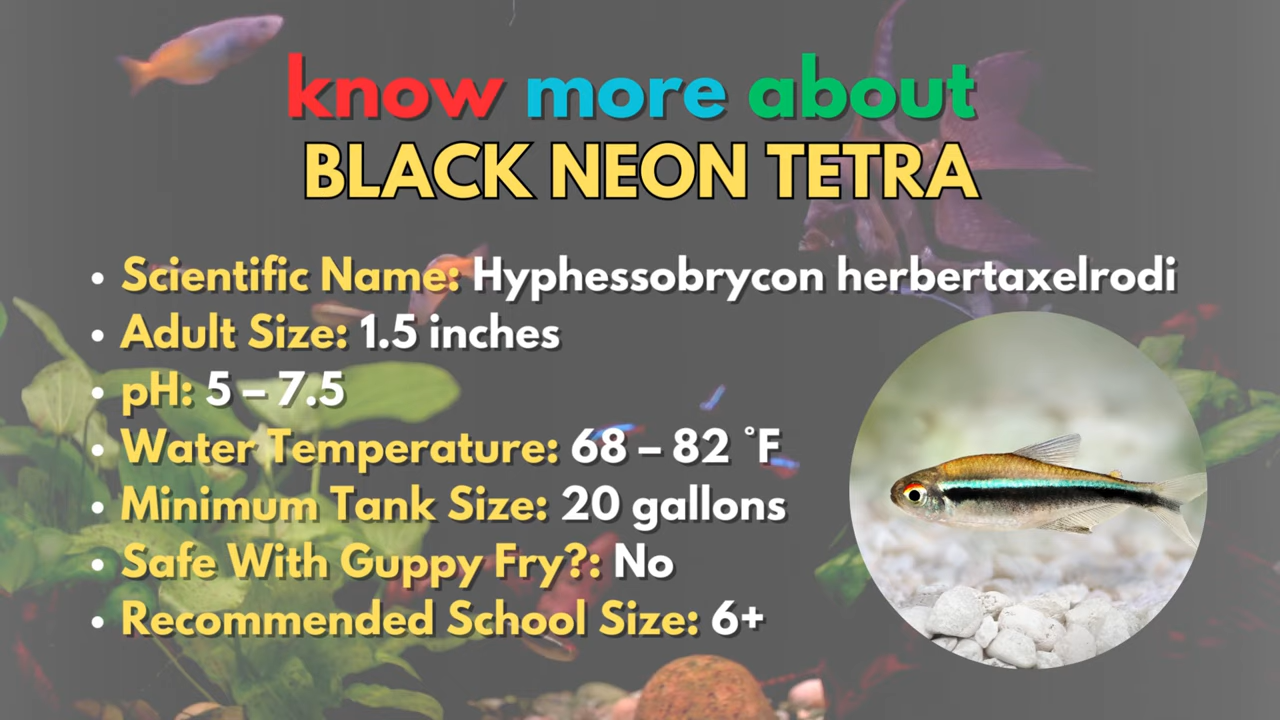 know more about
BLACK NEON TETRA
• Scientific Name: Hyphessobrycon herbertaxelrodi
• Adult Size: 1.5 inches
• pH: 5 – 7.5
• Water Temperature: 68 – 82 °F
• Minimum Tank Size: 20 gallons
• Safe With Guppy Fry?: No
• Recommended School Size: 6+